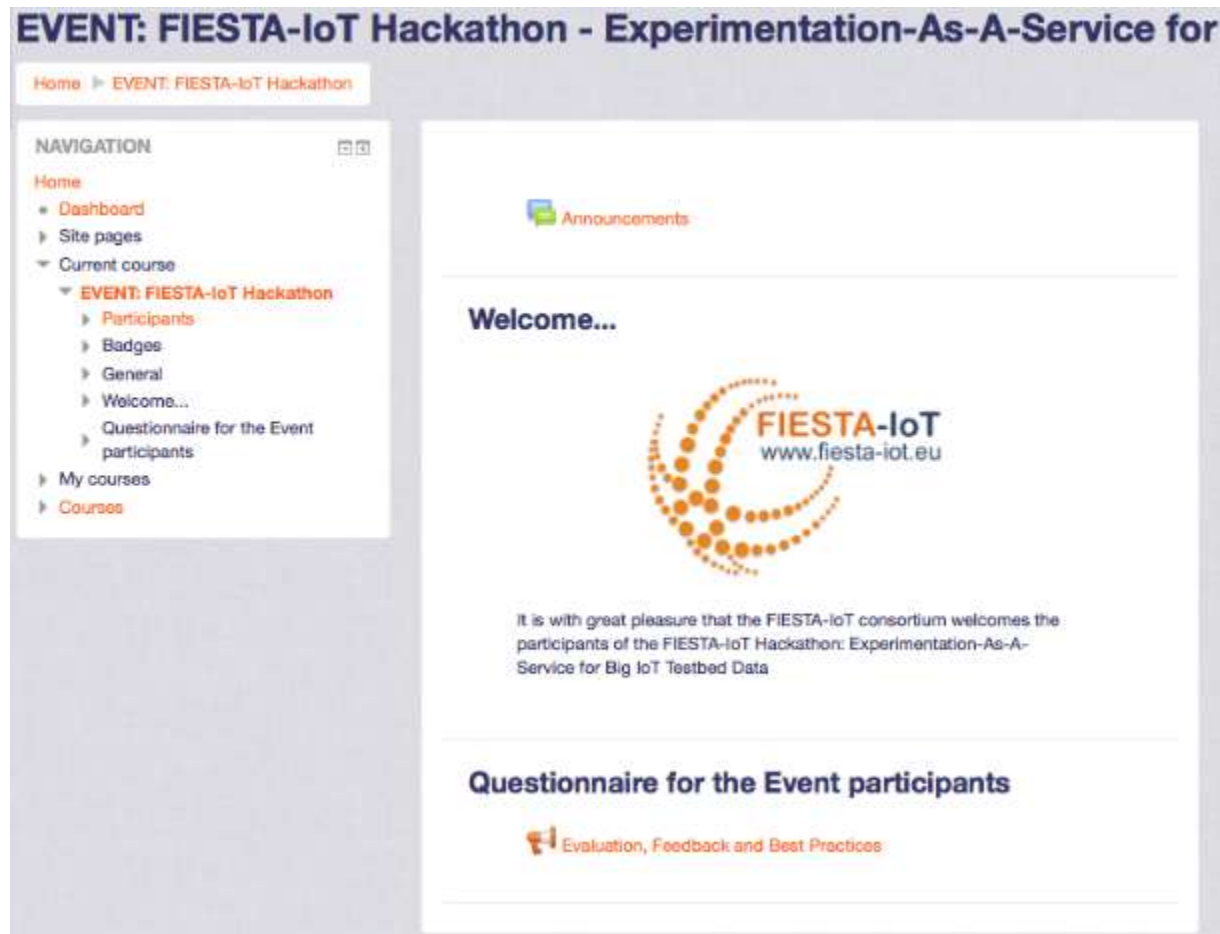 EVENT: FIESTA-IoT Hackathon - Experimentation-As-A-Service for
Home ▶ EVENT: FIESTA-IoT Hackathon
NAVIGATION
Home
Dashboard
Site pages
Current course
EVENT: FIESTA-IoT Hackathon
Participants
Badges
General
Welcome...
Questionnaire for the Event
participants
My courses
Courses
Announcements
Welcome...
FIESTA-IoT
www.fiesta-iot.eu
It is with great pleasure that the FIESTA-IoT consortium welcomes the
participants of the FIESTA-IoT Hackathon: Experimentation-As-A-
Service for Big IoT Testbed Data
Questionnaire for the Event participants
Evaluation, Feedback and Best Practices